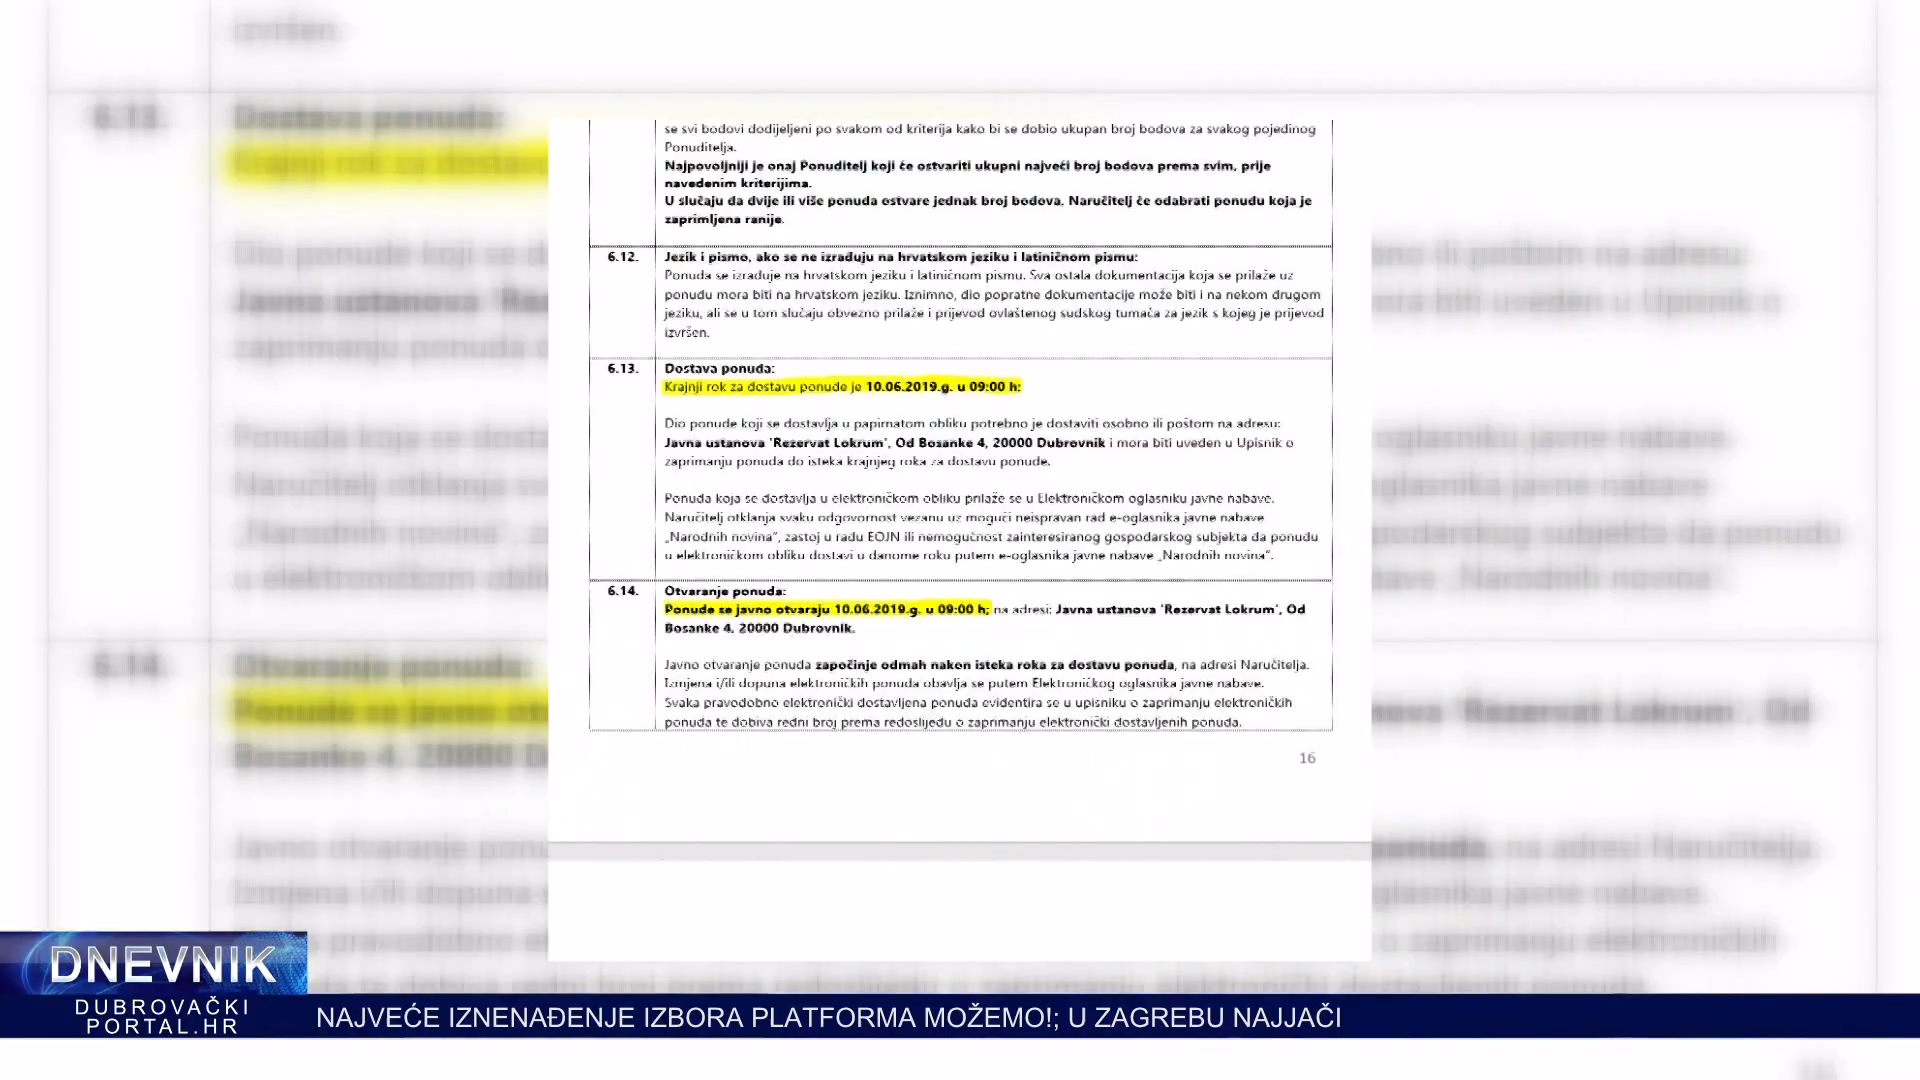 se svi bodovi dodijeljeni po svakom od kriterija kako bi se dobio ukupan broj bodova za svakog pojedinog
Ponuditelja.
Najpovoljniji je onaj Ponuditelj koji će ostvariti ukupni najveći broj bodova prema svim, prije
navedenim kriterijima.
U slučaju da dvije ili više ponuda ostvare jednak broj bodova, Naručitelj će odabrati ponudu koja je
zaprimljena ranije.
6.12. Jezik i pismo, ako se ne izrađuju na hrvatskom jeziku i latiničnom pismu:
Ponuda se izrađuje na hrvatskom jeziku i latiničnom pismu. Sva ostala dokumentacija koja se prilaže uz
ponudu mora biti na hrvatskom jeziku. Iznimno, dio popratne dokumentacije može biti i na nekom drugom
jeziku, ali se u tom slučaju obvezno prilaže i prijevod ovlaštenog sudskog tumača za jezik s kojeg je prijevod
izvršen.
6.13. Dostava ponuda:
Krajnji rok za dostavu ponude je 10.06.2019.g. u 09:00 h;
Dio ponude koji se dostavlja u papirnatom obliku potrebno je dostaviti osobno ili poštom na adresu:
Javna ustanova 'Rezervat Lokrum', Od Bosanke 4, 20000 Dubrovnik i mora biti uveden u Upisnik o
zaprimanju ponuda do isteka krajnjeg roka za dostavu ponude.
Ponuda koja se dostavlja u elektroničkom obliku prilaže se u Elektroničkom oglasniku javne nabave.
Naručitelj otklanja svaku odgovornost vezanu uz mogući neispravan rad e-oglasnika javne nabave
„Narodnih novina“, zastoj u radu EOJN ili nemogućnost zainteresiranog gospodarskog subjekta da ponudu
u elektroničkom obliku dostavi u danome roku putem e-oglasnika javne nabave „Narodnih novina“.
6.14. Otvaranje ponuda:
Ponude se javno otvaraju 10.06.2019.g. u 09:00 h; na adresi: Javna ustanova 'Rezervat Lokrum', Od
Bosanke 4, 20000 Dubrovnik.
Javno otvaranje ponuda započinje odmah nakon isteka roka za dostavu ponuda, na adresi Naručitelja.
Izmjena i/ili dopuna elektroničkih ponuda obavlja se putem Elektroničkog oglasnika javne nabave.
Svaka pravodobno elektronički dostavljena ponuda evidentira se u upisniku o zaprimanju elektroničkih
ponuda te dobiva redni broj prema redoslijedu o zaprimanju elektronički dostavljenih ponuda.
16
DNEVNIK
DUBROVAČKI
PORTAL.HR
NAJVEĆE IZNENAĐENJE IZBORA PLATFORMA MOŽEMO!; U ZAGREBU NAJJAČI